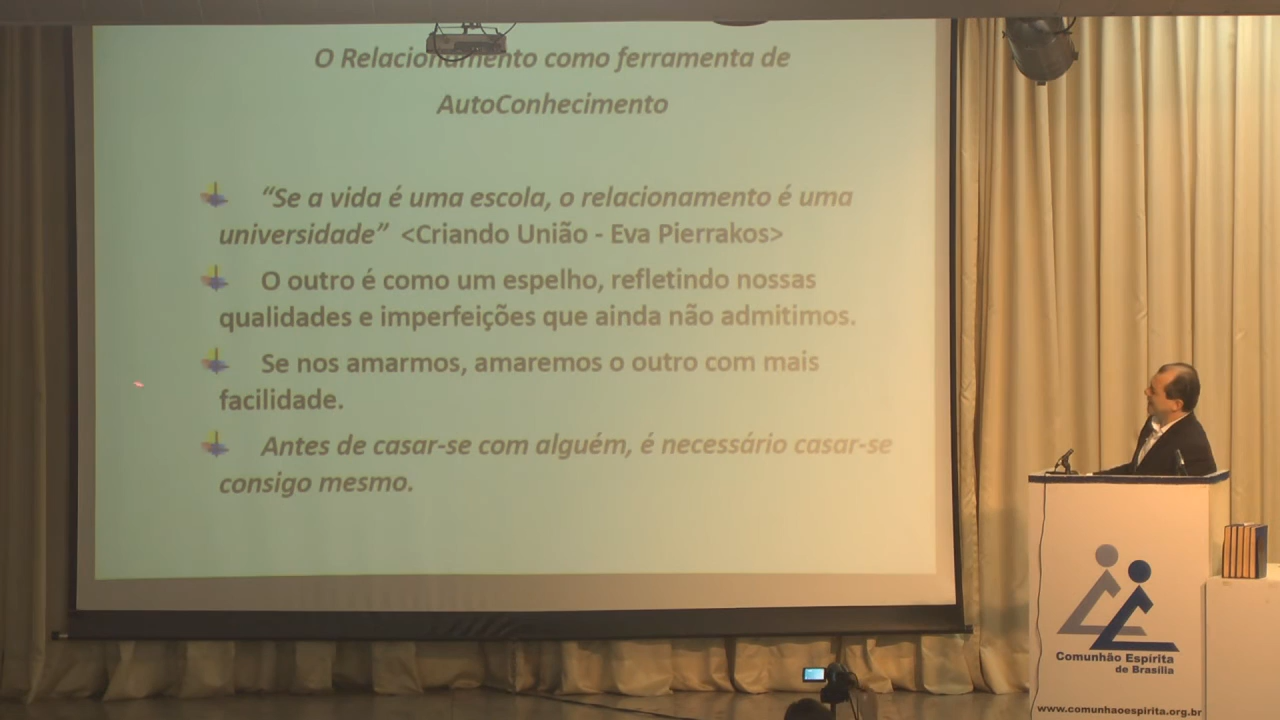 O Relacionamento como ferramenta de
AutoConhecimento
“Se a vida é uma escola, o relacionamento é uma
universidade” <Criando União - Eva Pierrakos>
O outro é como um espelho, refletindo nossas
qualidades e imperfeições que ainda não admitimos.
Se nos amarmos, amaremos o outro com mais
facilidade.
Antes de casar-se com alguém, é necessário casar-se
consigo mesmo.
Comunhão Espírita
de Brasília
www.comunhaoespirita.org.br